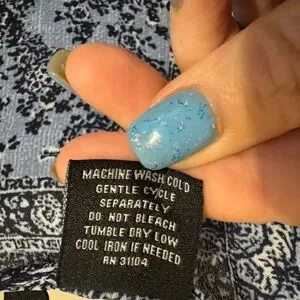 MACHINE WASH COLD
GENTLE CYCLE
SEPARATELY
DO NOT BLEACH
TUMBLE DRY LOW
COOL IRON IF NEEDED
RN 31104